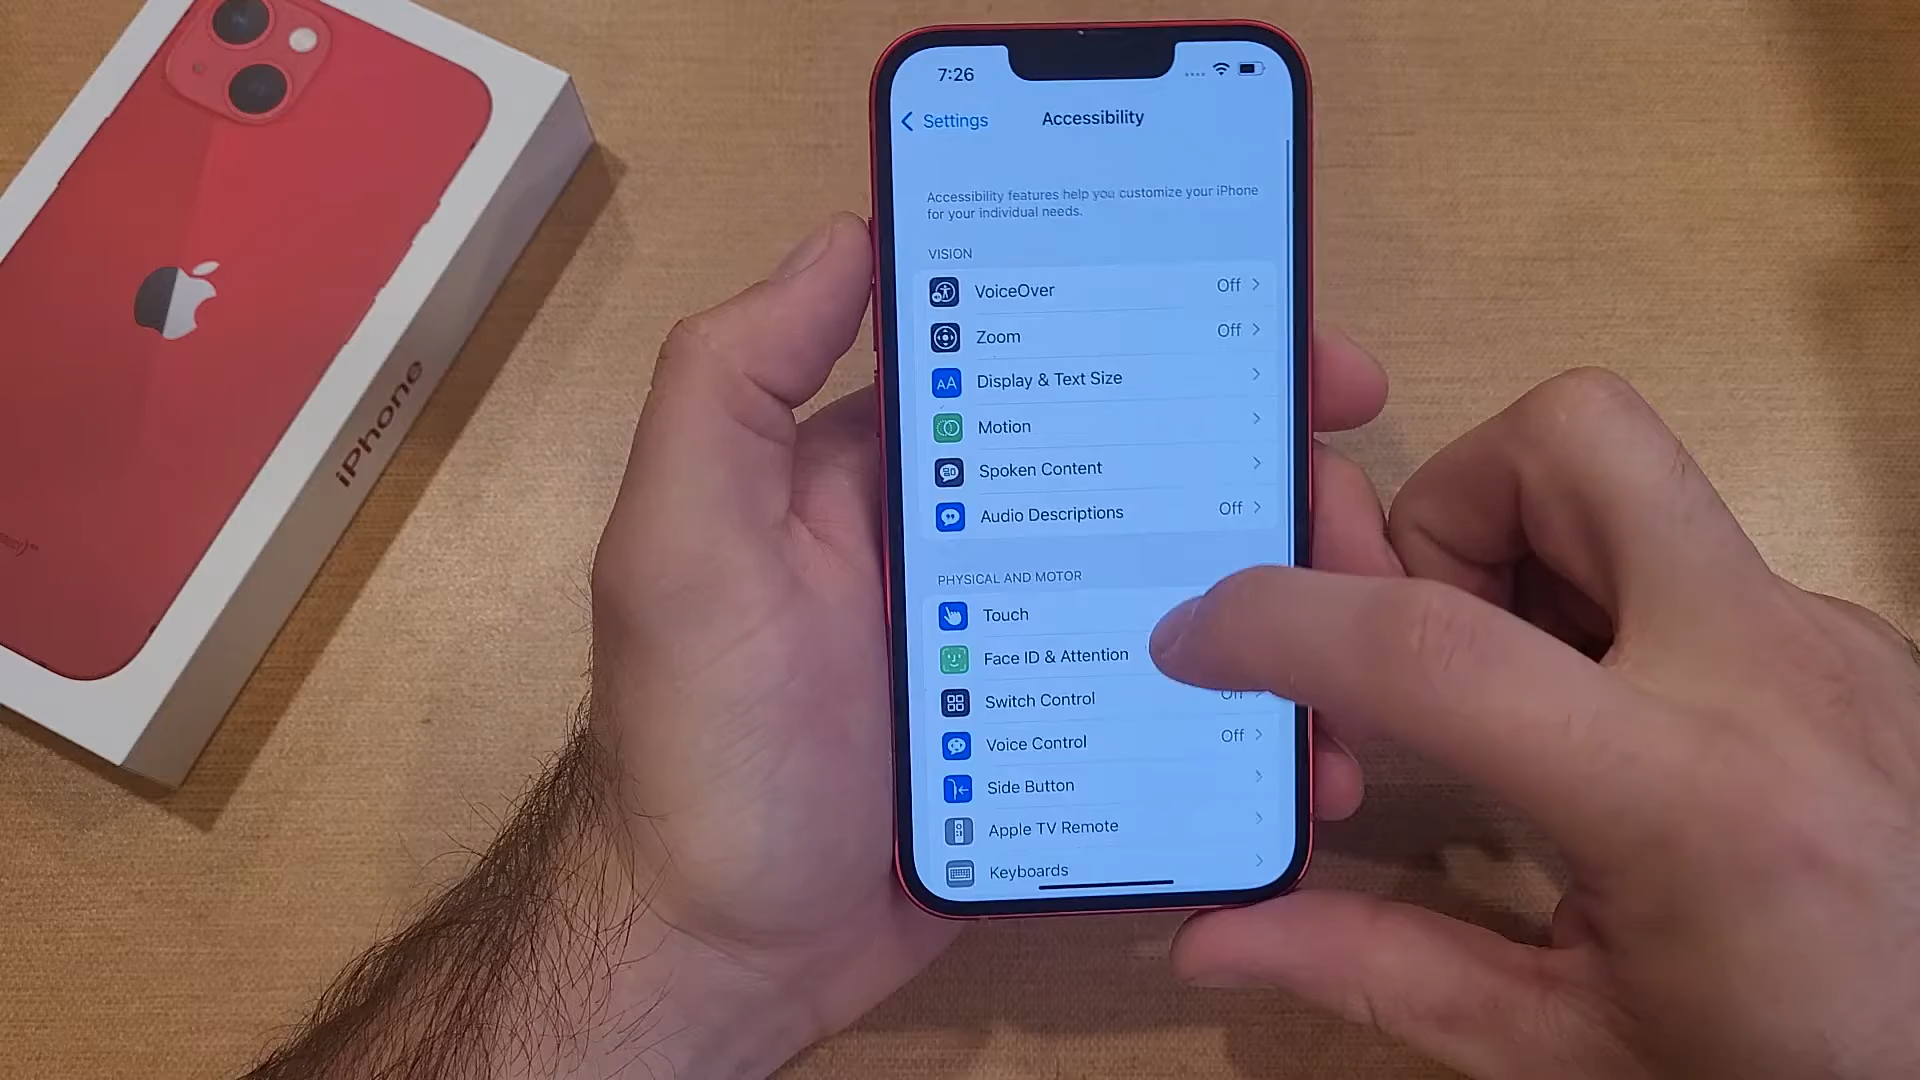 iPhone
7:26
Settings
Accessibility
Accessibility features help you customize your iPhone
for your individual needs.
VISION
VoiceOver Off
Zoom Off
AA Display & Text Size
Motion
Spoken Content
Audio Descriptions Off
PHYSICAL AND MOTOR
Touch
Face ID & Attention
Switch Control Off
Voice Control Off
Side Button
Apple TV Remote
Keyboards